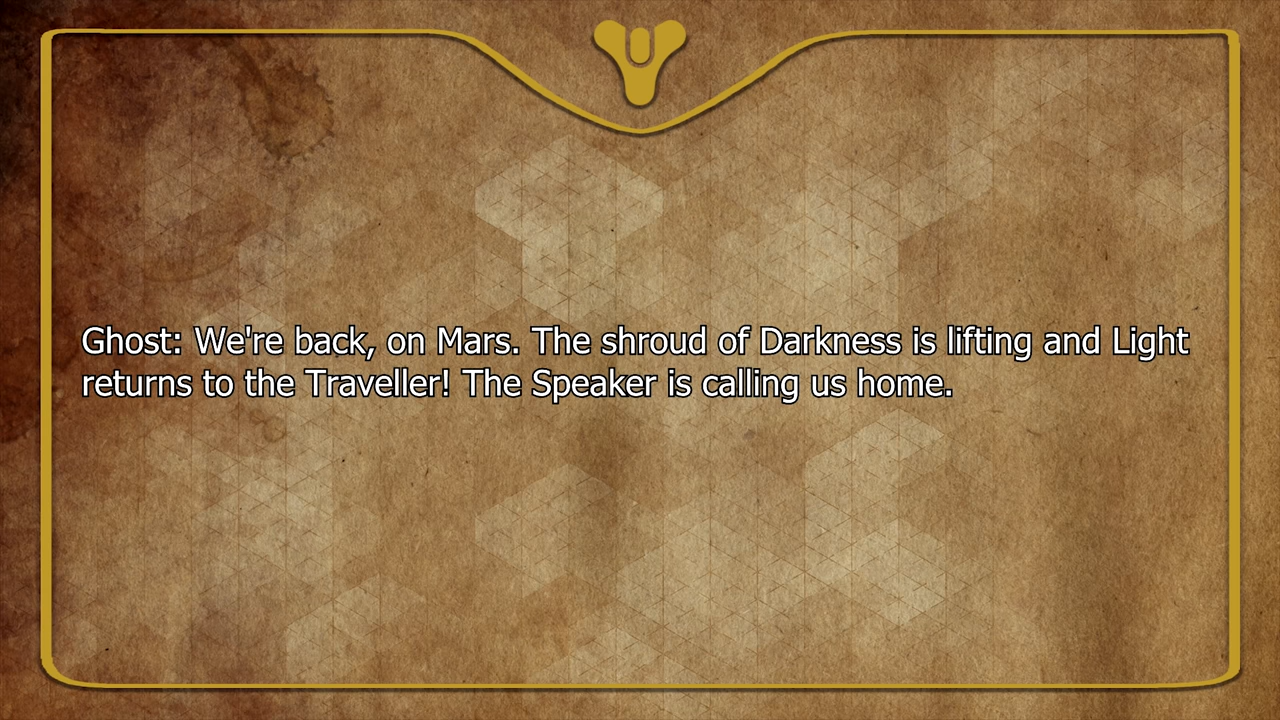 Ghost: We're back, on Mars. The shroud of Darkness is lifting and Light
returns to the Traveller! The Speaker is calling us home.